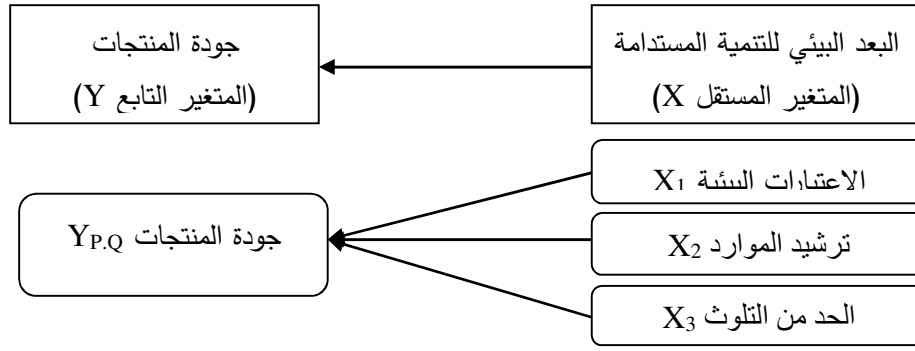 البعد البيئي للتنمية المستدامة
(المتغير المستقل X)
جودة المنتجات
(المتغير التابع Y)
الاعتبارات البيئية X1
ترشيد الموارد X2
الحد من التلوث X3
جودة المنتجات YP.Q